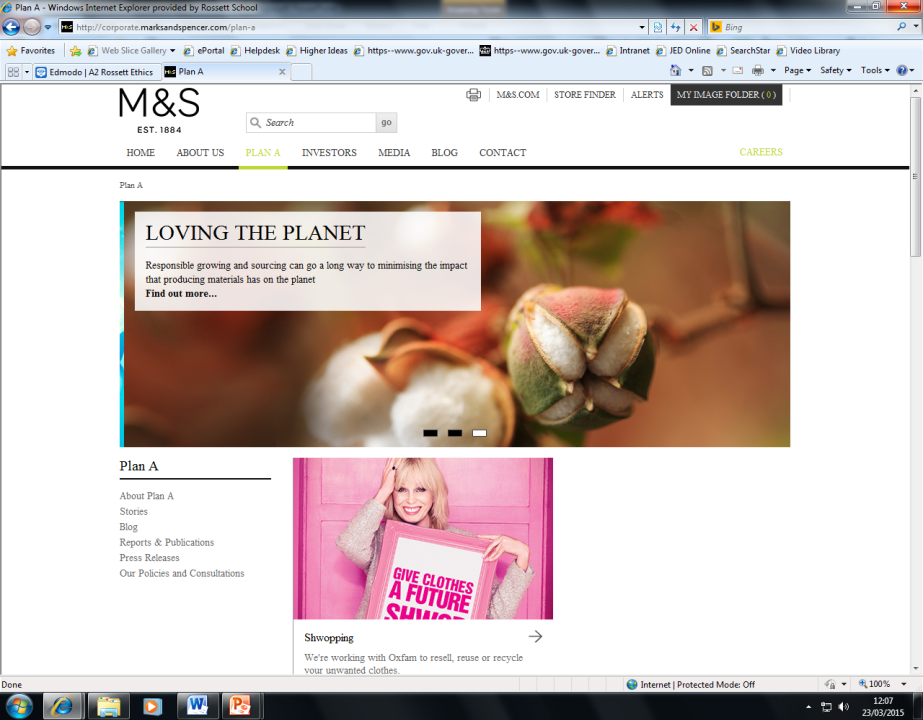 Plan A - Windows Internet Explorer provided by Rossett School
http://corporate.marksandspencer.com/plan-a
Bing
Favorites
Web Slice Gallery
ePortal
Helpdesk
Higher Ideas
https--www.gov.uk-gover...
https--www.gov.uk-gover...
Intranet
JED Online
SearchStar
Video Library
Edmodo | A2 Rossett Ethics
M&S Plan A
Page
Safety
Tools
M&S
EST. 1884
M&S.COM
STORE FINDER
ALERTS
MY IMAGE FOLDER ( 0 )
Search
go
HOME
ABOUT US
PLAN A
INVESTORS
MEDIA
BLOG
CONTACT
CAREERS
Plan A
LOVING THE PLANET
Responsible growing and sourcing can go a long way to minimising the impact
that producing materials has on the planet
Find out more...
Plan A
About Plan A
Stories
Blog
Reports & Publications
Press Releases
Our Policies and Consultations
GIVE CLOTHES
A FUTURE
Shwopping
We're working with Oxfam to resell, reuse or recycle
your unwanted clothes.
Done
Internet | Protected Mode: Off
100%
12:07
23/03/2015